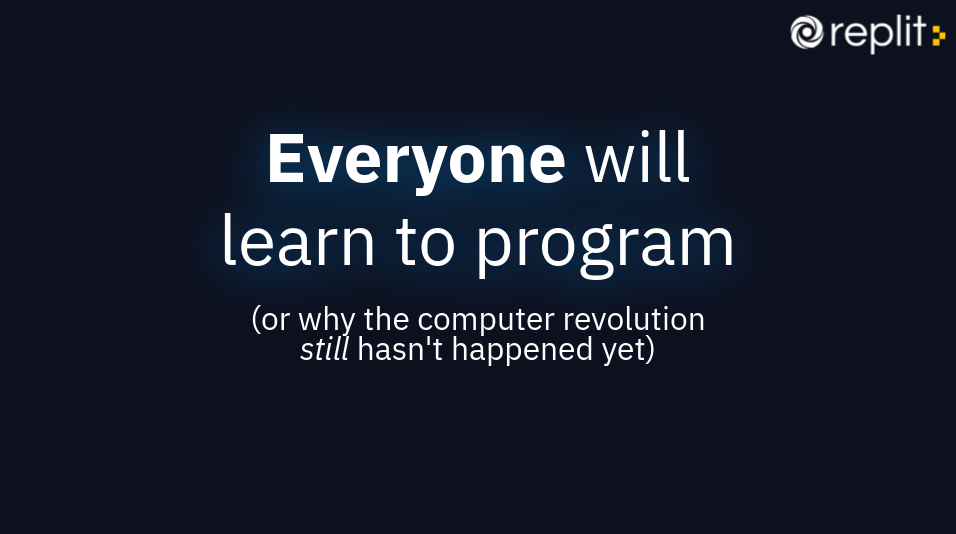 replit
Everyone will
learn to program
(or why the computer revolution
still hasn't happened yet)